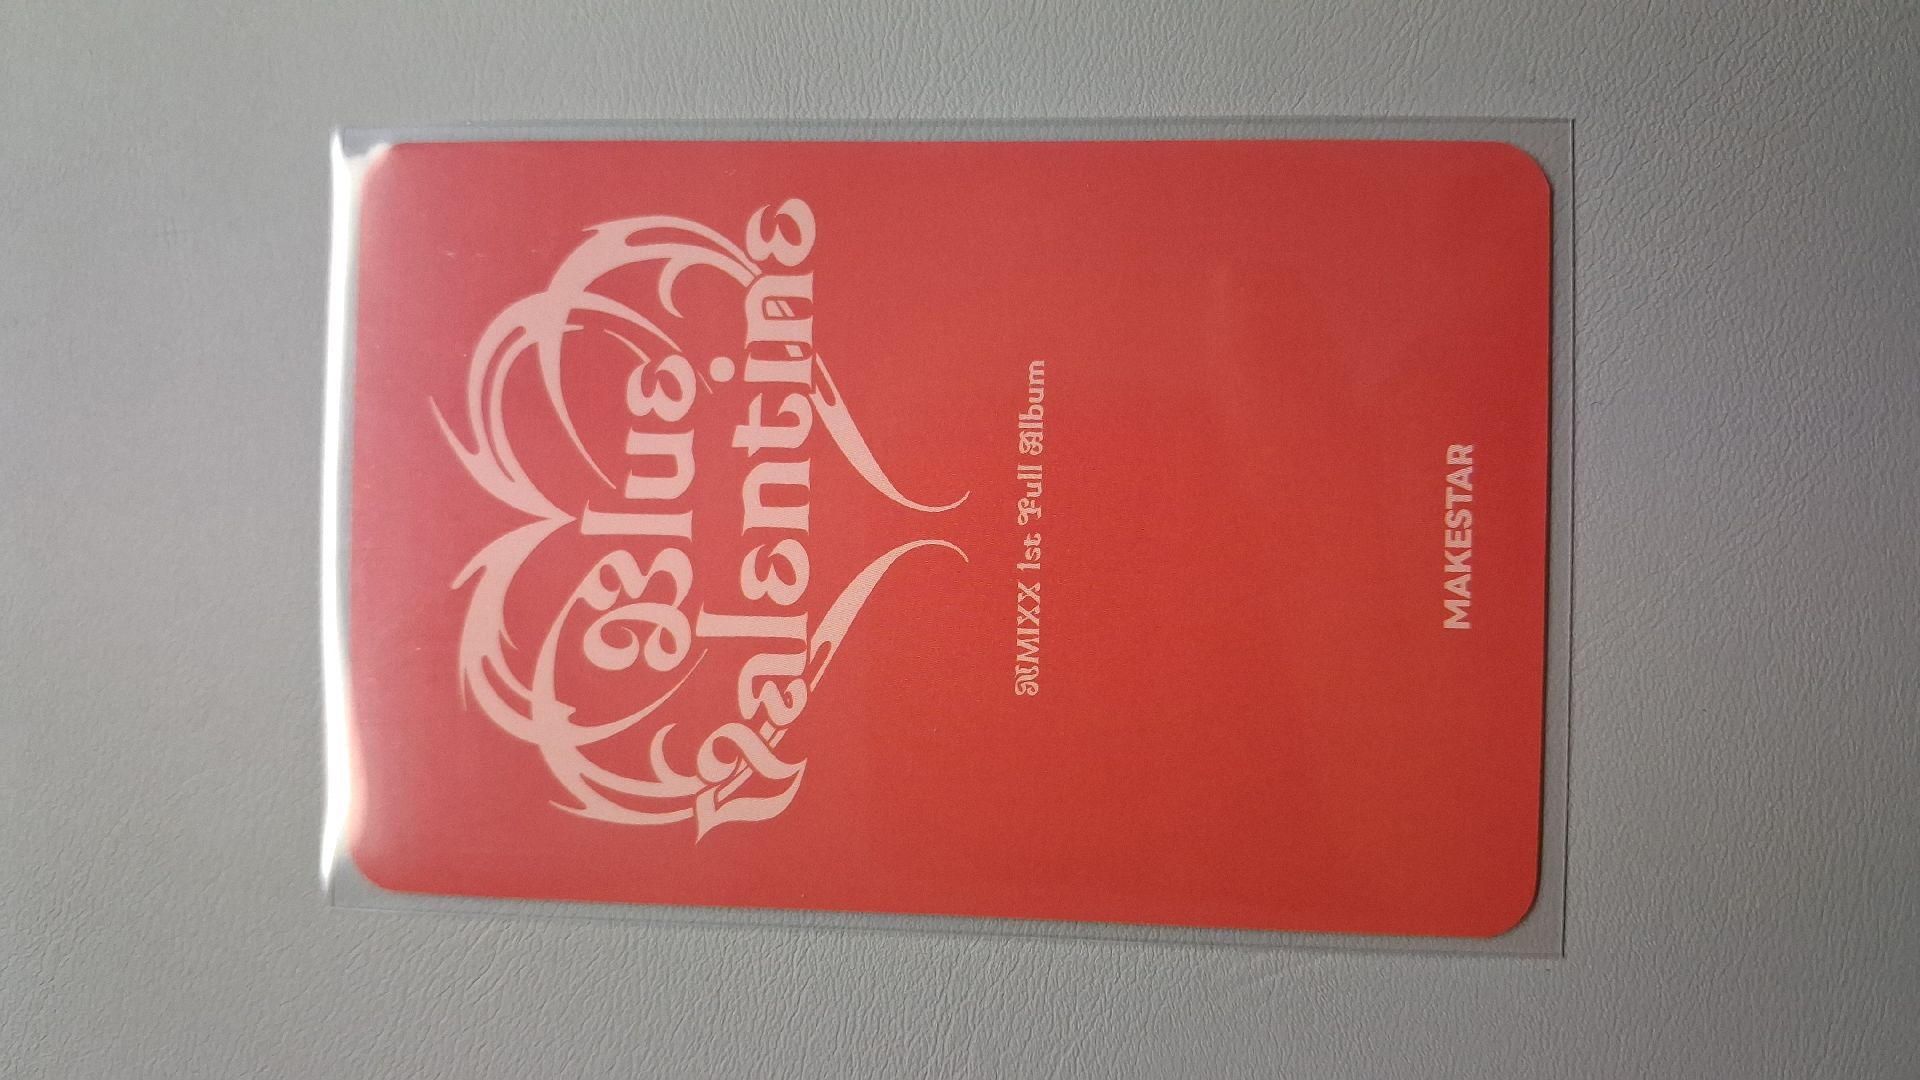 Blue
Valentine
NMIXX 1st Full Album
MAKESTAR